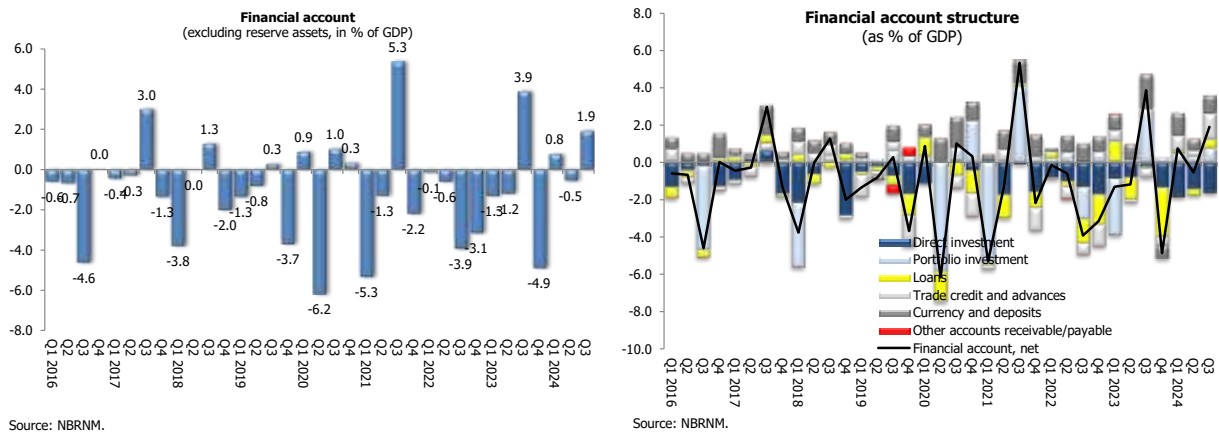 Financial account
(excluding reserve assets, in % of GDP)
6.0
4.0
2.0
0.0
-2.0
-4.0
-6.0
-8.0
-0.6
-0.7
-4.6
0.0
-0.4
-0.3
3.0
-1.3
-3.8
0.0
1.3
-2.0
-1.3
-0.8
0.3
-3.7
0.9
-6.2
1.0
0.3
-5.3
-1.3
5.3
-2.2
-0.1
-0.6
-3.9
-3.1
-1.3
-1.2
3.9
-4.9
0.8
-0.5
1.9
Q1 2016
Q2
Q3
Q4
Q1 2017
Q2
Q3
Q4
Q1 2018
Q2
Q3
Q4
Q1 2019
Q2
Q3
Q4
Q1 2020
Q2
Q3
Q4
Q1 2021
Q2
Q3
Q4
Q1 2022
Q2
Q3
Q4
Q1 2023
Q2
Q3
Q4
Q1 2024
Q2
Q3
Source: NBRNM.
Financial account structure
(as % of GDP)
8.0
6.0
4.0
2.0
0.0
-2.0
-4.0
-6.0
-8.0
-10.0
Direct investment
Portfolio investment
Loans
Trade credit and advances
Currency and deposits
Other accounts receivable/payable
Financial account, net
Q1 2016
Q2
Q3
Q4
Q1 2017
Q2
Q3
Q4
Q1 2018
Q2
Q3
Q4
Q1 2019
Q2
Q3
Q4
Q1 2020
Q2
Q3
Q4
Q1 2021
Q2
Q3
Q4
Q1 2022
Q2
Q3
Q4
Q1 2023
Q2
Q3
Q4
Q1 2024
Q2
Q3
Source: NBRNM.